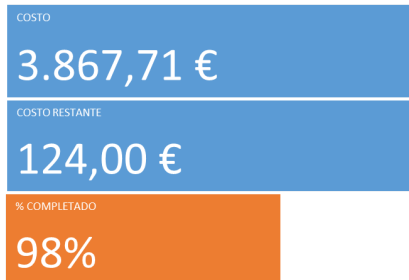 COSTO
3.867,71 €
COSTO RESTANTE
124,00 €
% COMPLETADO
98%